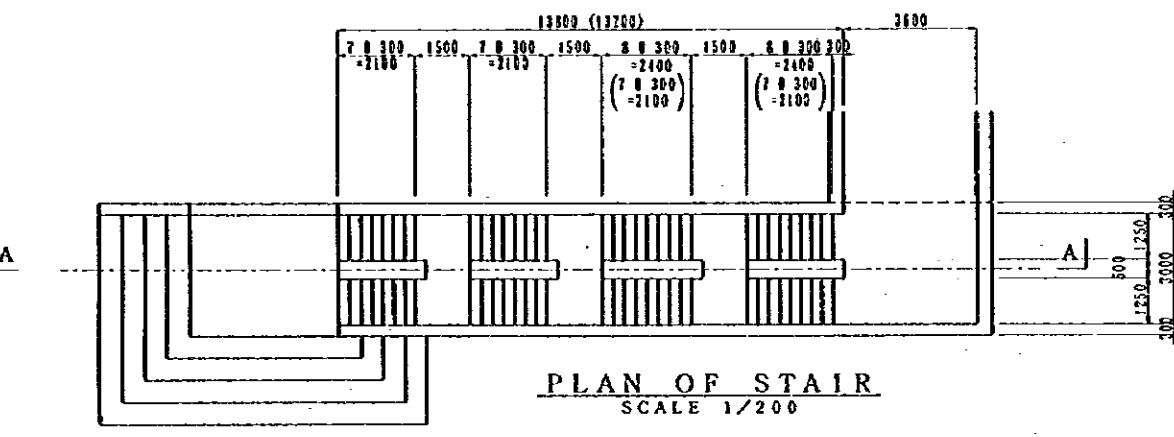 13800 (13200) 3600
7 @ 300 1500 7 @ 300 1500 8 @ 300 1500 8 @ 300 300
=2100 =2100 =2400 =2400
(7 @ 300 (7 @ 300
=2100) =2100)
A A
300
1250
500 3000
1250
300
PLAN OF STAIR
SCALE 1/200